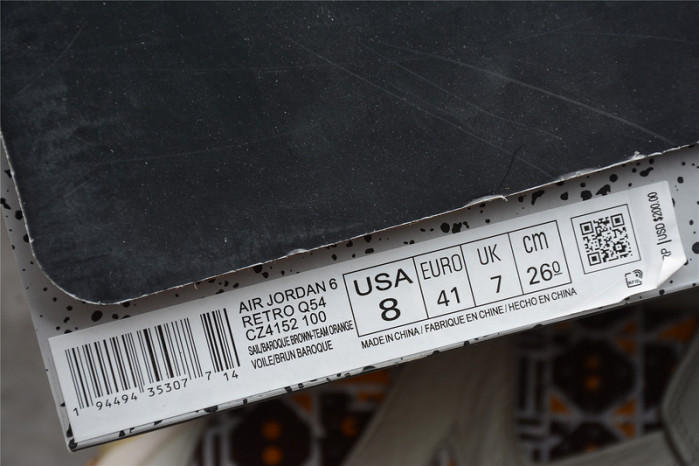 AIR JORDAN 6
RETRO Q54
CZ4152 100
SAIL/BAROQUE BROWN-TEAM ORANGE
VOILE/BRUN BAROQUE
1 94494 35307 7 14
USA
8
EURO
41
UK
7
cm
26º
MADE IN CHINA / FABRIQUE EN CHINE / HECHO EN CHINA
USD $200.00